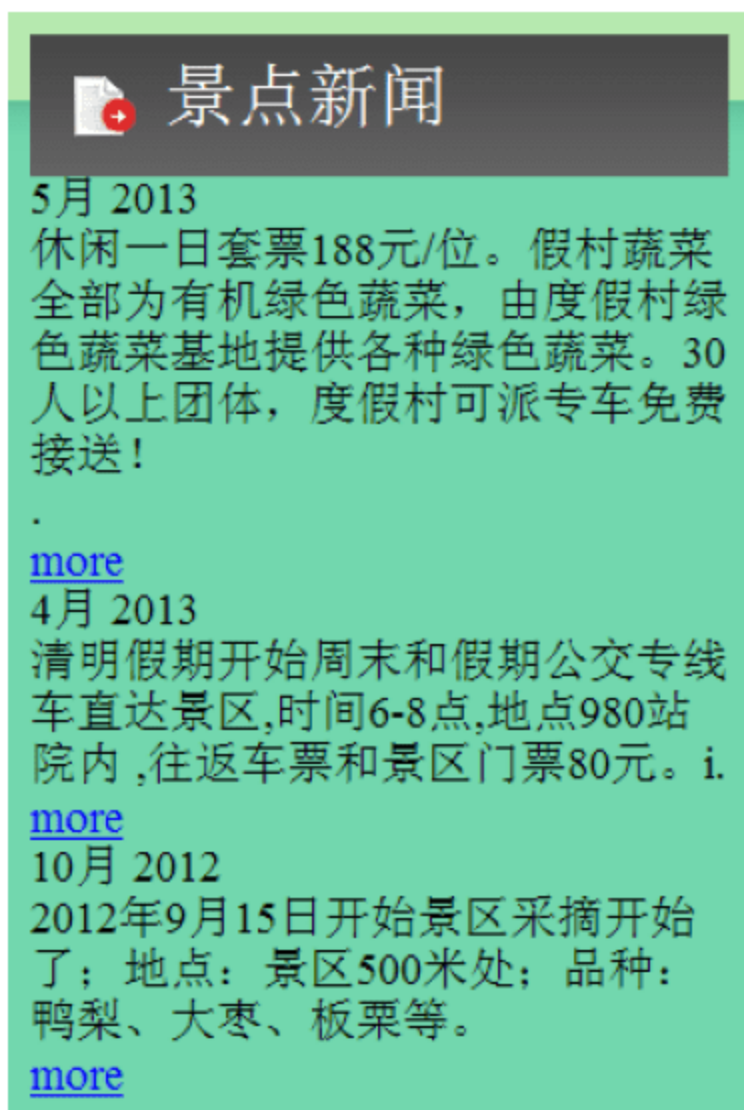 景点新闻
5月 2013
休闲一日套票188元/位。假村蔬菜
全部为有机绿色蔬菜，由度假村绿
色蔬菜基地提供各种绿色蔬菜。30
人以上团体，度假村可派专车免费
接送！
.
more
4月 2013
清明假期开始周末和假期公交专线
车直达景区,时间6-8点,地点980站
院内 ,往返车票和景区门票80元。i.
more
10月 2012
2012年9月15日开始景区采摘开始
了；地点：景区500米处；品种：
鸭梨、大枣、板栗等。
more